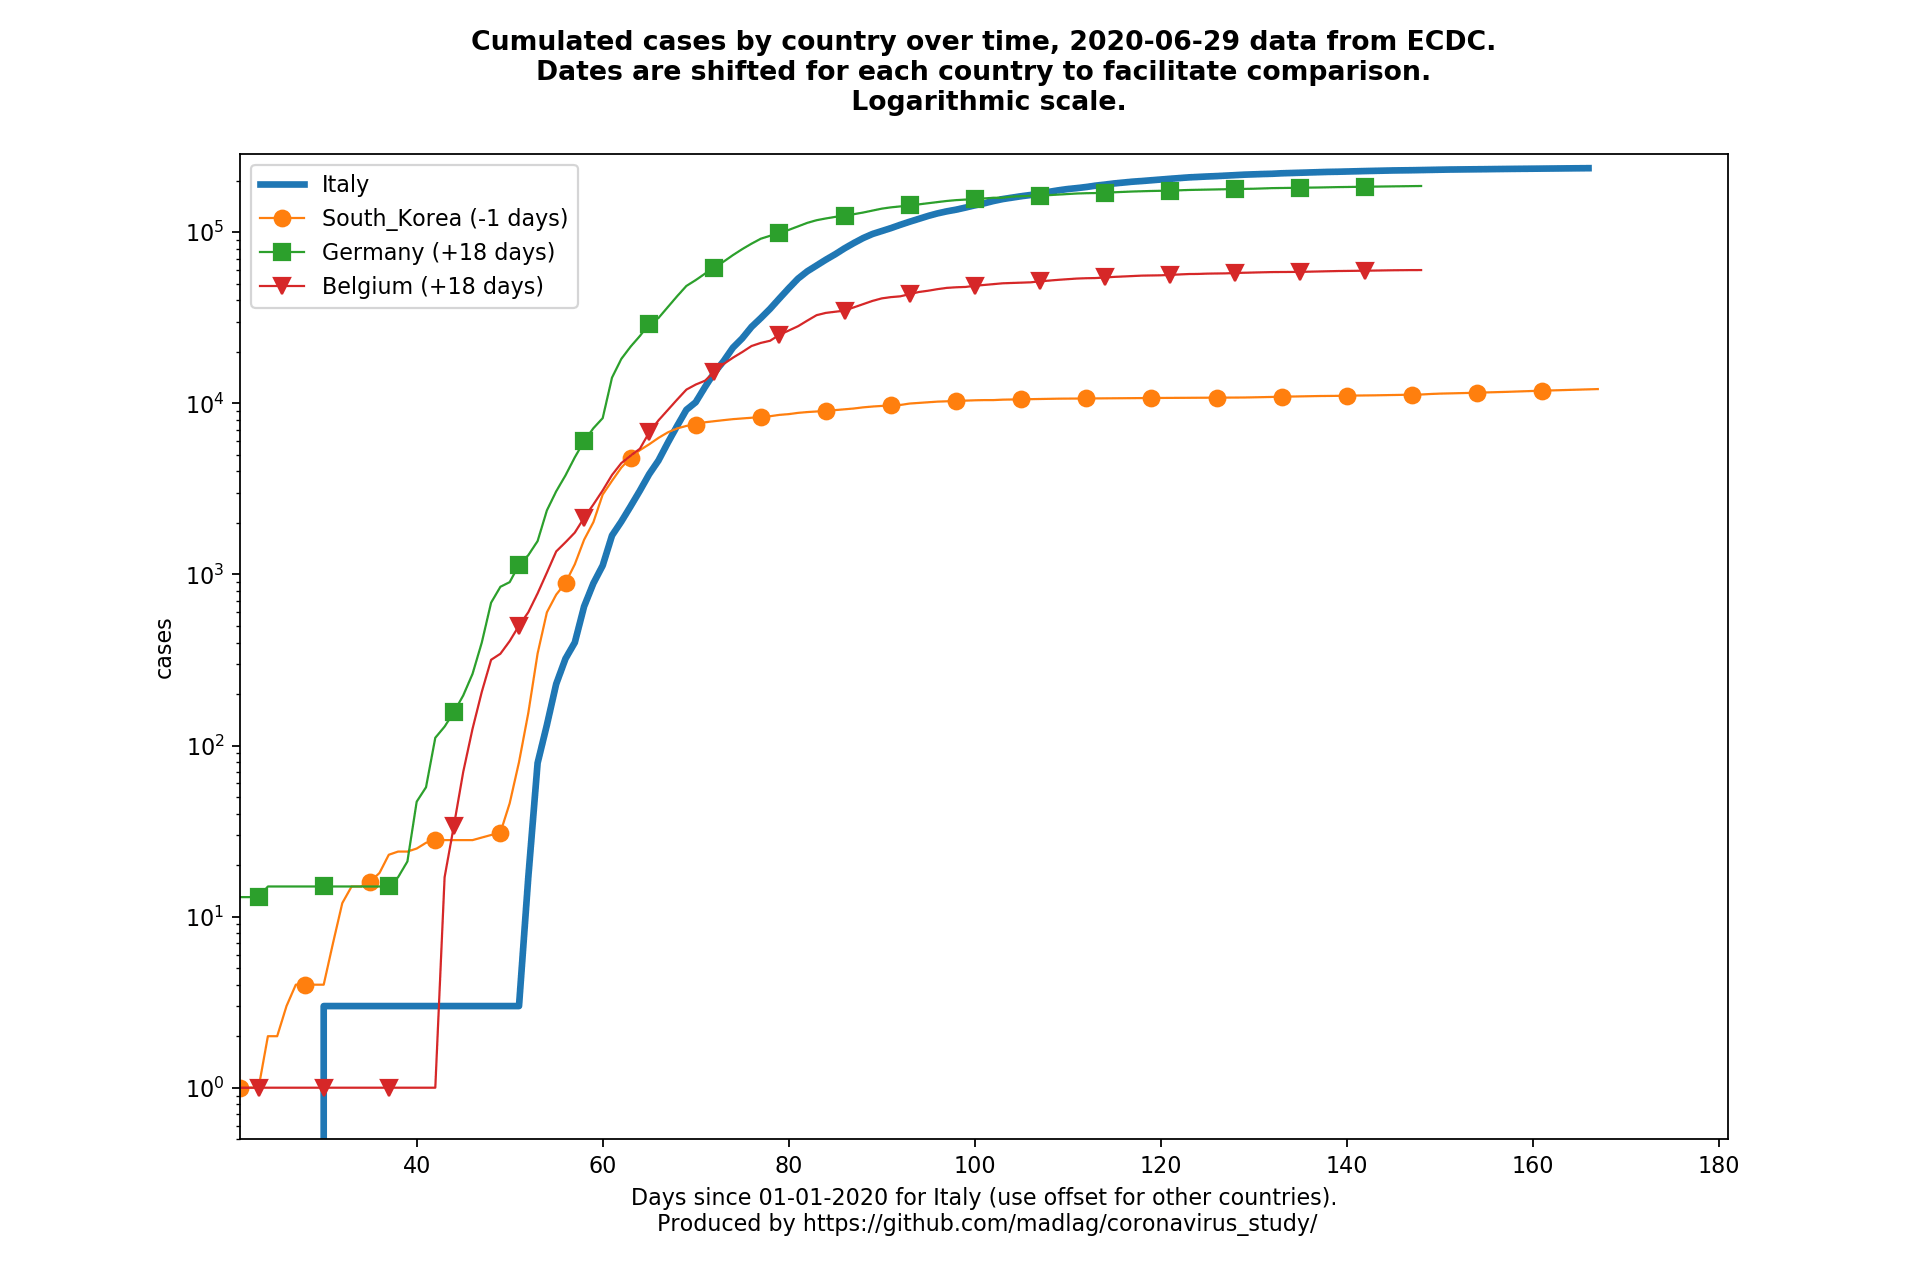 Cumulated cases by country over time, 2020-06-29 data from ECDC.
Dates are shifted for each country to facilitate comparison.
Logarithmic scale.
Italy
South_Korea (-1 days)
Germany (+18 days)
Belgium (+18 days)
cases
10^5
10^4
10^3
10^2
10^1
10^0
40 60 80 100 120 140 160 180
Days since 01-01-2020 for Italy (use offset for other countries).
Produced by https://github.com/madlag/coronavirus_study/